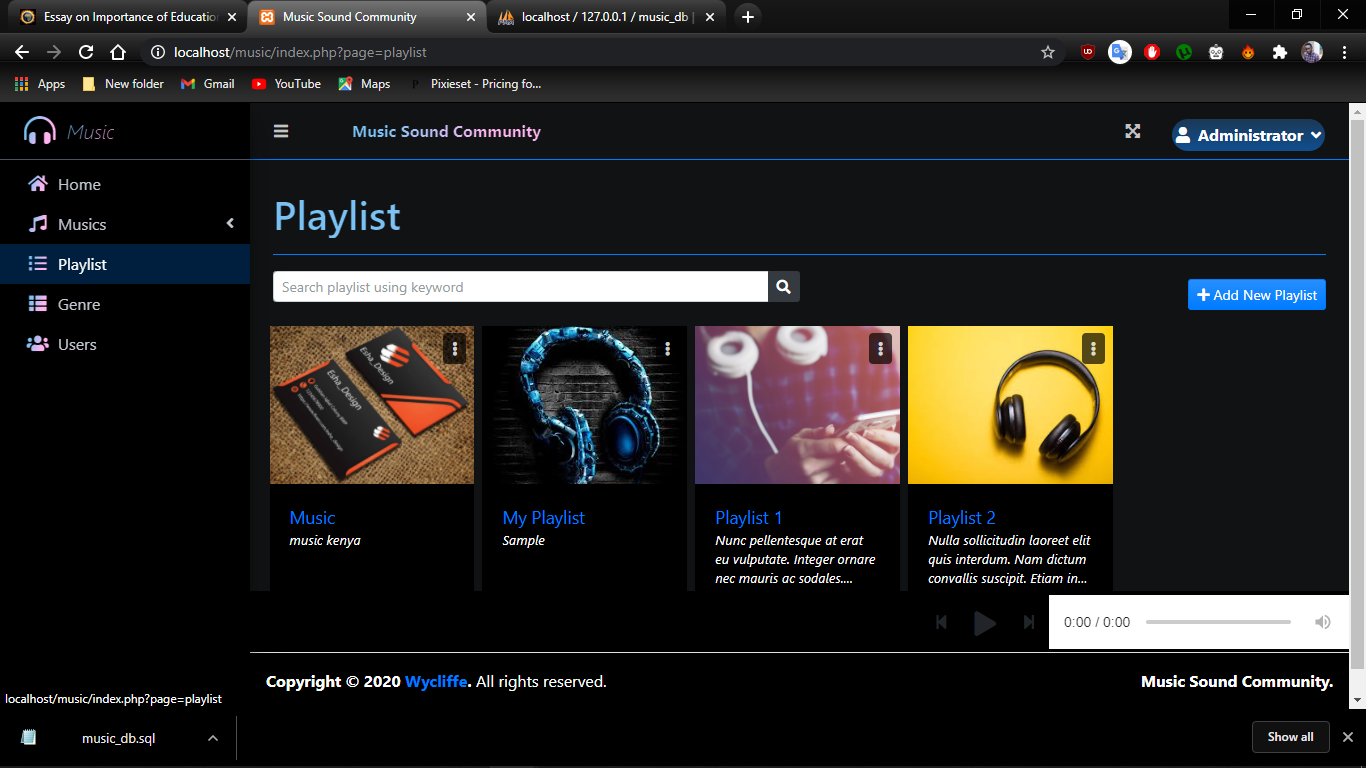 Essay on Importance of Education
Music Sound Community
localhost / 127.0.0.1 / music_db |
localhost/music/index.php?page=playlist
Apps
New folder
Gmail
YouTube
Maps
Pixieset - Pricing fo...
Music
Music Sound Community
Administrator
Home
Musics
Playlist
Genre
Users
Playlist
Search playlist using keyword
Add New Playlist
Esha_Design
Esha_Design
Music
music kenya
My Playlist
Sample
Playlist 1
Nunc pellentesque at erat
eu vulputate. Integer ornare
nec mauris ac sodales....
Playlist 2
Nulla sollicitudin laoreet elit
quis interdum. Nam dictum
convallis suscipit. Etiam in...
0:00 / 0:00
Copyright © 2020 Wycliffe. All rights reserved.
Music Sound Community.
localhost/music/index.php?page=playlist
music_db.sql
Show all